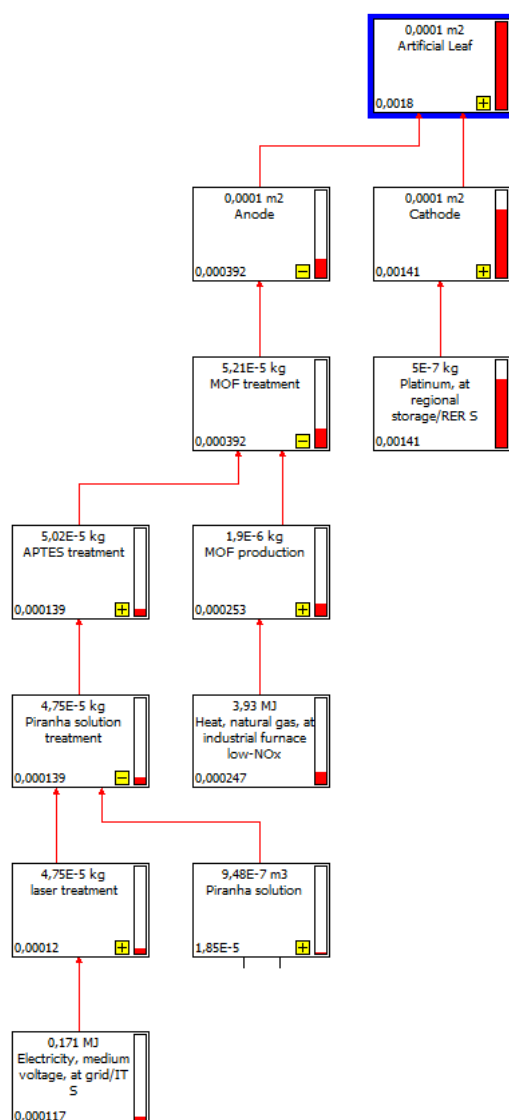 0,0001 m2
Artificial Leaf
0,0018
0,0001 m2
Anode
0,000392
0,0001 m2
Cathode
0,00141
5,21E-5 kg
MOF treatment
0,000392
5E-7 kg
Platinum, at
regional
storage/RER S
0,00141
5,02E-5 kg
APTES treatment
0,000139
1,9E-6 kg
MOF production
0,000253
4,75E-5 kg
Piranha solution
treatment
0,000139
3,93 MJ
Heat, natural gas, at
industrial furnace
low-NOx
0,000247
4,75E-5 kg
laser treatment
0,00012
9,48E-7 m3
Piranha solution
1,85E-5
0,171 MJ
Electricity, medium
voltage, at grid/IT
S
0,000117